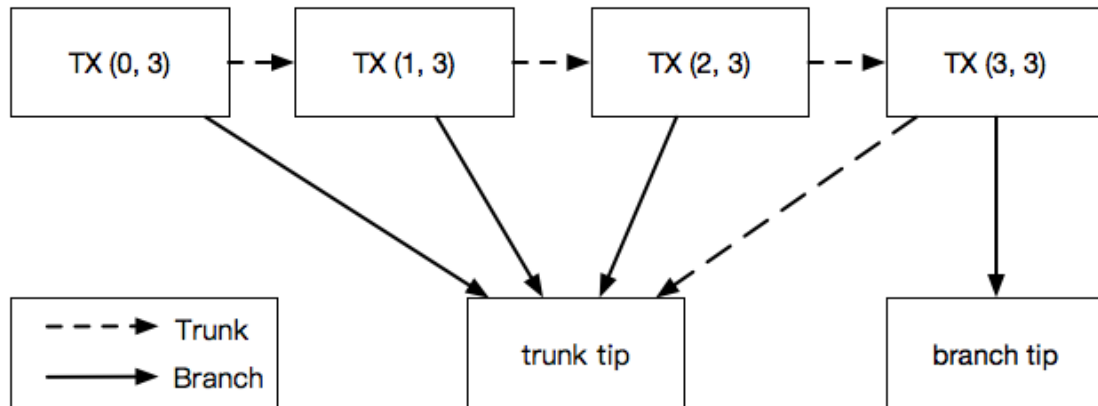 TX (0, 3)
TX (1, 3)
TX (2, 3)
TX (3, 3)
Trunk
Branch
trunk tip
branch tip